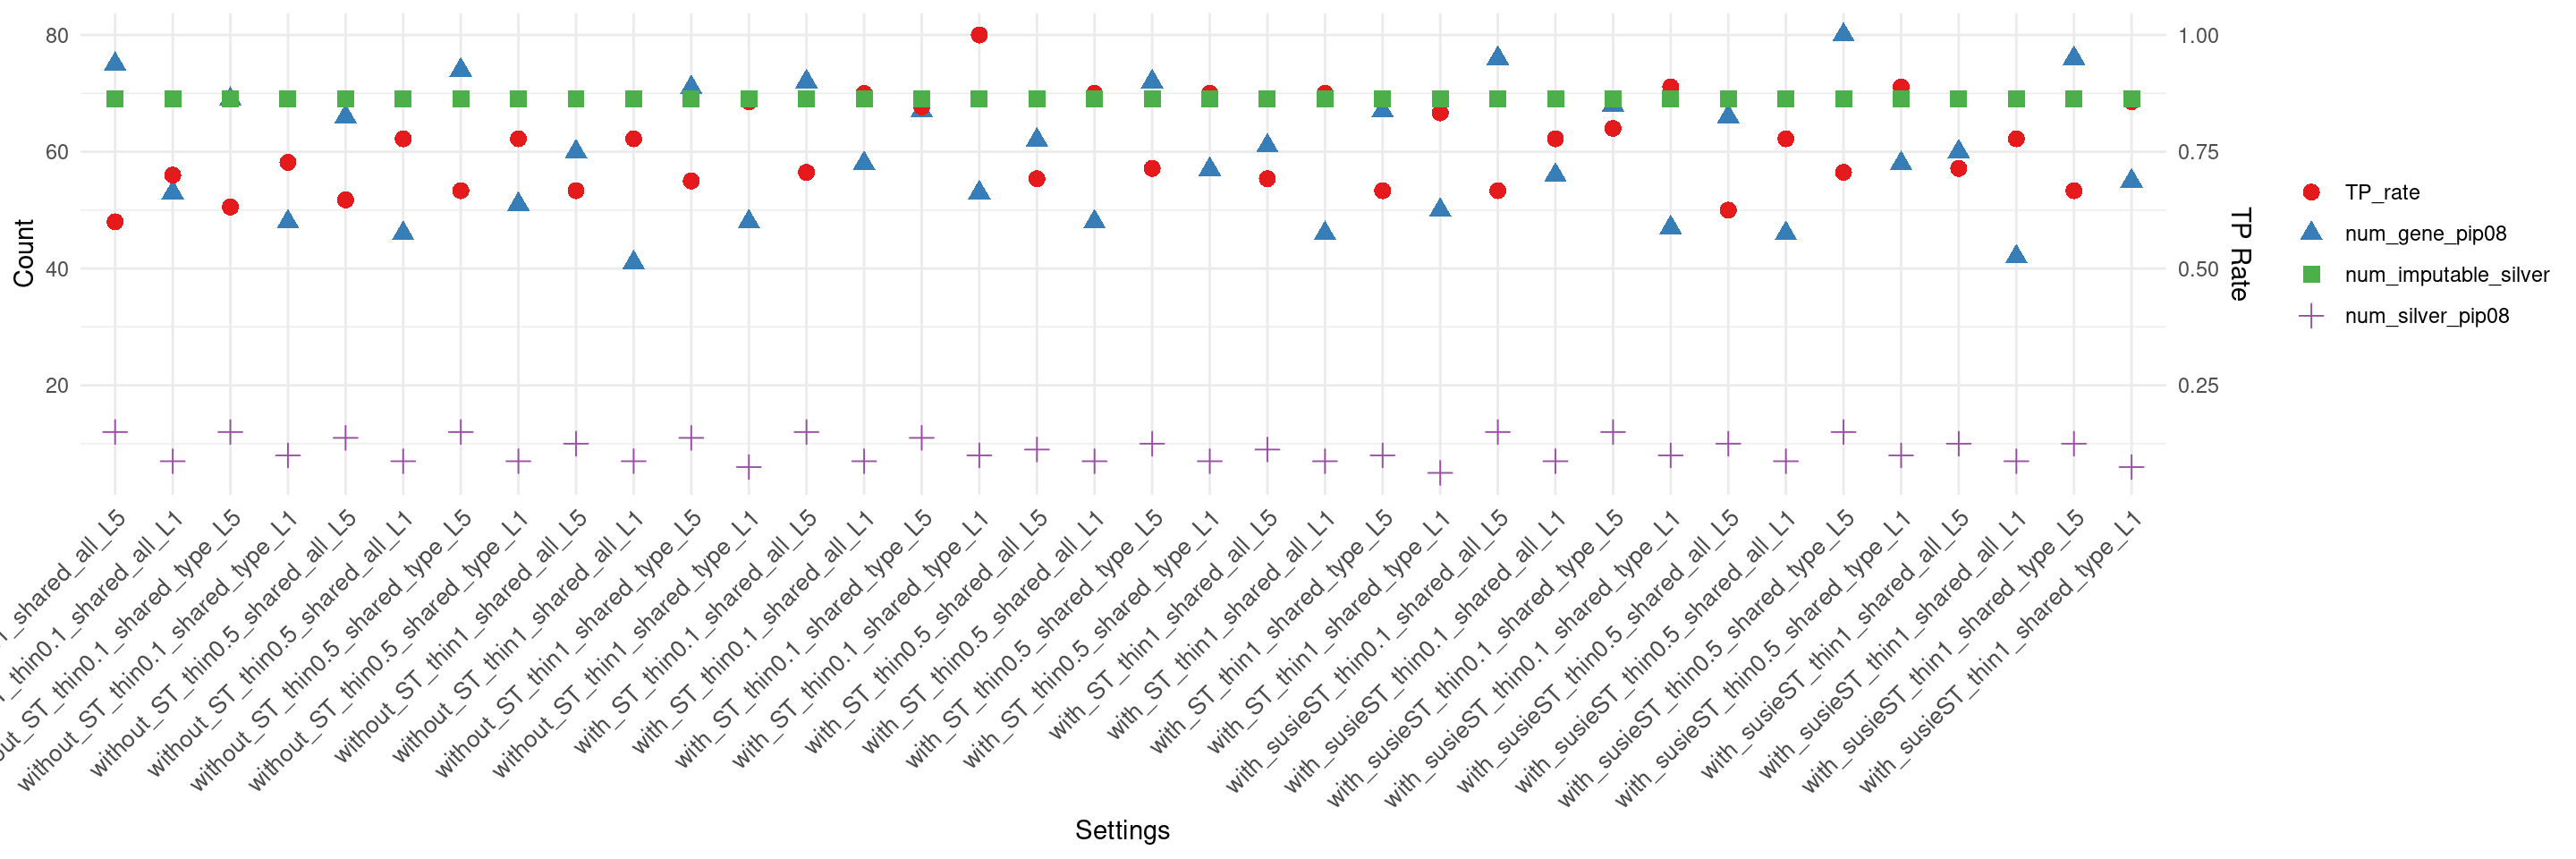 80
60
40
20
Count
1.00
0.75
0.50
0.25
TP Rate
TP_rate
num_gene_pip08
num_imputable_silver
num_silver_pip08
_shared_all_L5
_thin0.1_shared_all_L1
_ST_thin0.1_shared_type_L5
without_ST_thin0.1_shared_type_L1
without_ST_thin0.5_shared_all_L5
without_ST_thin0.5_shared_all_L1
without_ST_thin0.5_shared_type_L5
without_ST_thin0.5_shared_type_L1
without_ST_thin1_shared_all_L5
without_ST_thin1_shared_all_L1
without_ST_thin1_shared_type_L5
without_ST_thin1_shared_type_L1
with_ST_thin0.1_shared_all_L5
with_ST_thin0.1_shared_all_L1
with_ST_thin0.1_shared_type_L5
with_ST_thin0.1_shared_type_L1
with_ST_thin0.5_shared_all_L5
with_ST_thin0.5_shared_all_L1
with_ST_thin0.5_shared_type_L5
with_ST_thin0.5_shared_type_L1
with_ST_thin1_shared_all_L5
with_ST_thin1_shared_all_L1
with_ST_thin1_shared_type_L5
with_ST_thin1_shared_type_L1
with_susieST_thin0.1_shared_all_L5
with_susieST_thin0.1_shared_all_L1
with_susieST_thin0.1_shared_type_L5
with_susieST_thin0.1_shared_type_L1
with_susieST_thin0.5_shared_all_L5
with_susieST_thin0.5_shared_all_L1
with_susieST_thin0.5_shared_type_L5
with_susieST_thin0.5_shared_type_L1
with_susieST_thin1_shared_all_L5
with_susieST_thin1_shared_all_L1
with_susieST_thin1_shared_type_L5
with_susieST_thin1_shared_type_L1
Settings